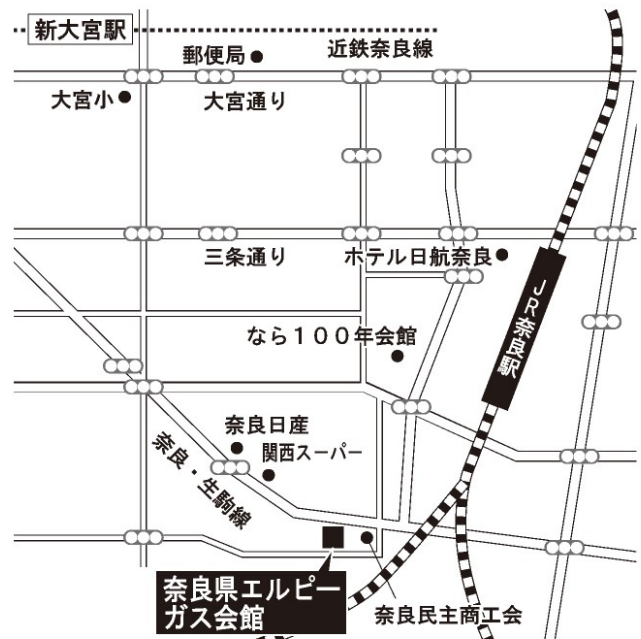 新大宮駅
近鉄奈良線
郵便局
大宮小
大宮通り
三条通り
ホテル日航奈良
JR奈良駅
なら100年会館
奈良日産
関西スーパー
奈良・生駒線
奈良県エルピー
ガス会館
奈良民主商工会